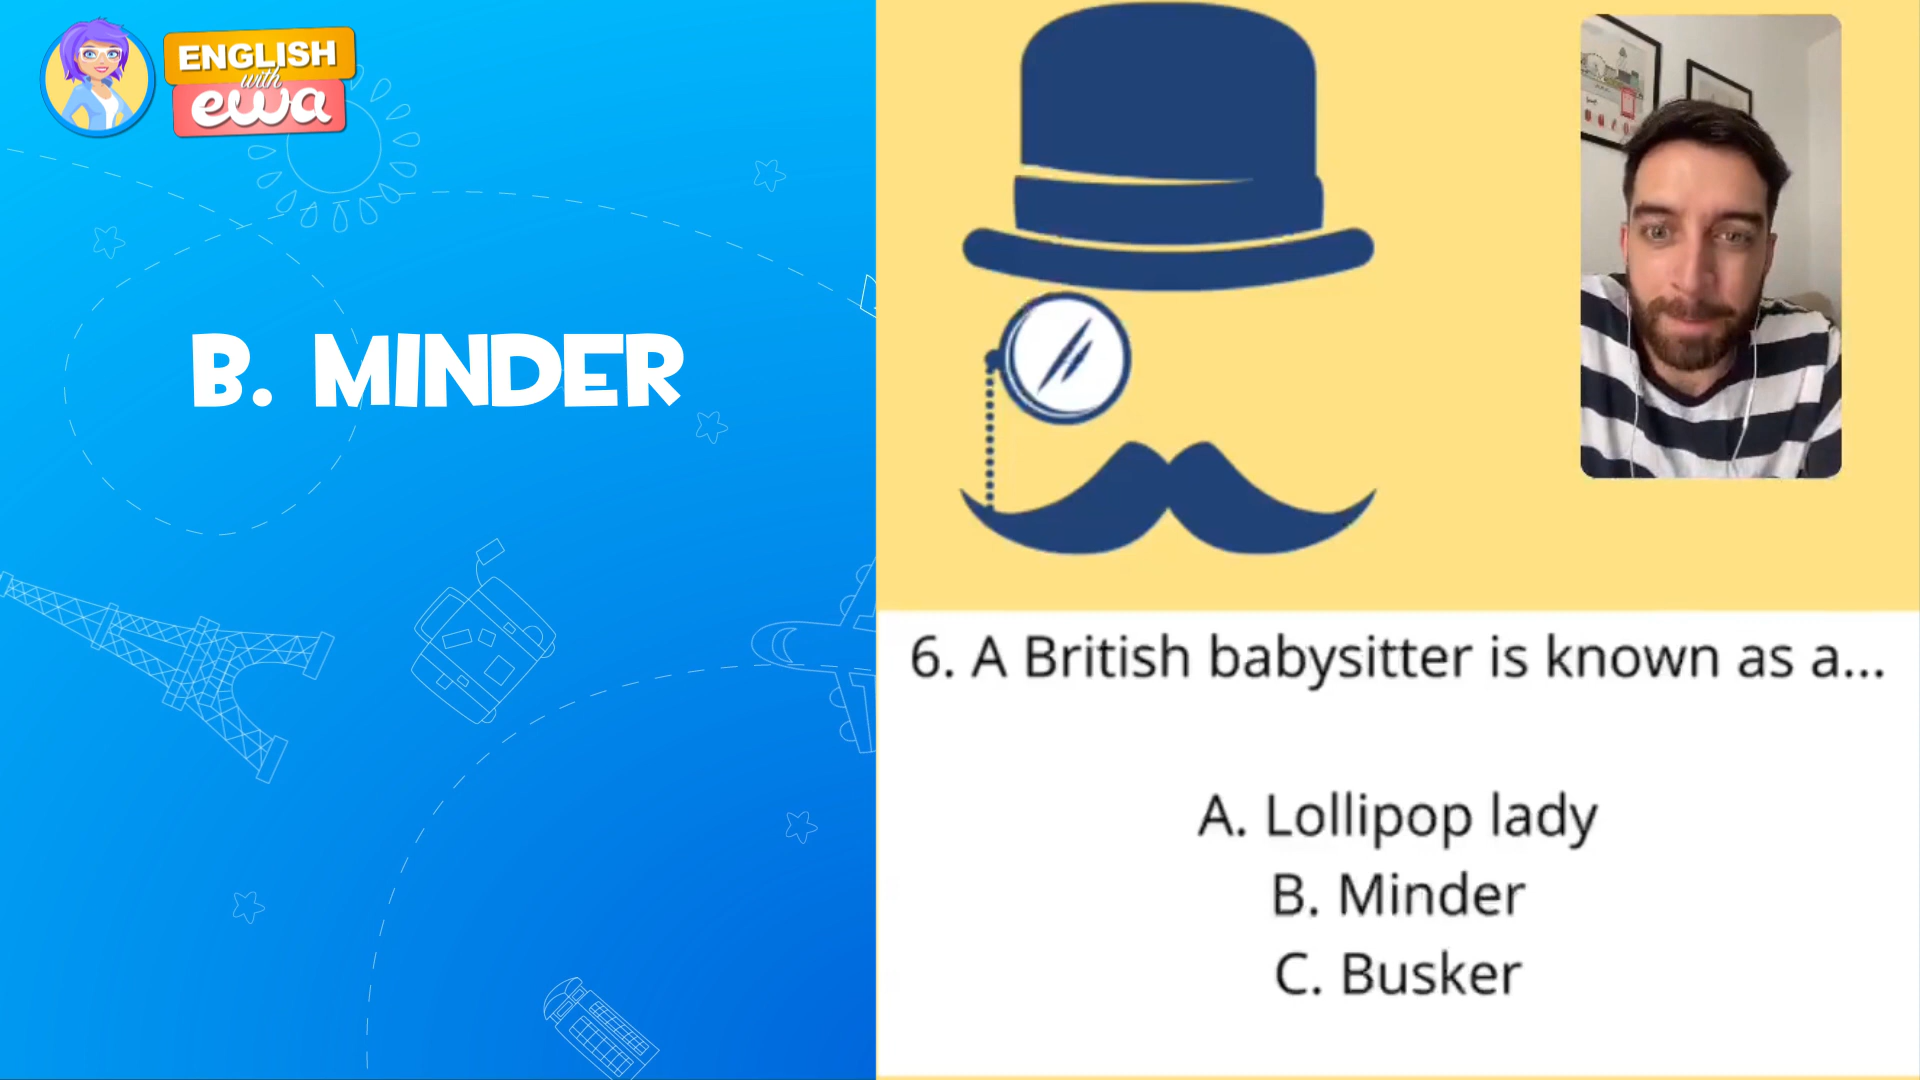 ENGLISH
with
ewa
B. MINDER
6. A British babysitter is known as a...
A. Lollipop lady
B. Minder
C. Busker